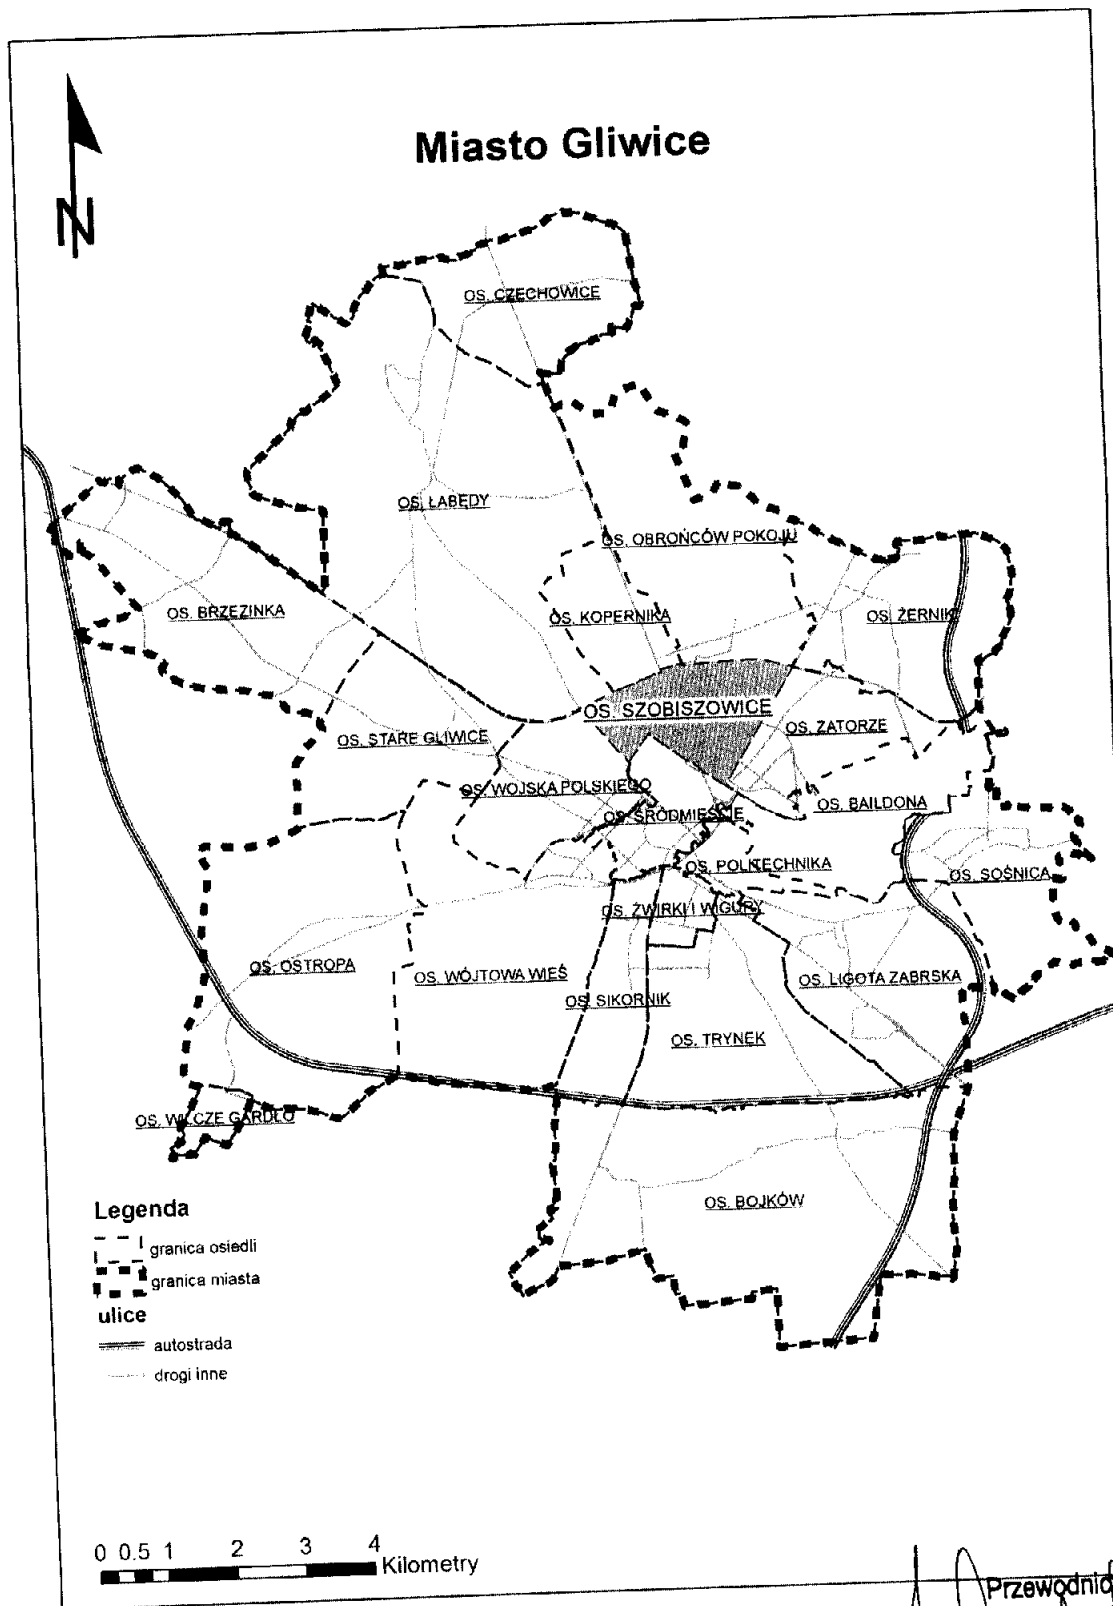 Miasto Gliwice
N
OS. CZECHOWICE
OS. ŁABĘDY
OS. OBROŃCÓW POKOJU
OS. BRZEZINKA
OS. KOPERNIKA
OS. ŻERNIK
OS. SZOBISZOWICE
OS. STARE GLIWICE
OS. ZATORZE
OS. WOJSKA POLSKIEGO
OS. BAILDONA
OS. ŚRÓDMIEŚCIE
OS. POLITECHNIKA
OS. SOŚNICA
OS. ŻWIRKI I WIGURY
OS. OSTROPA
OS. WÓJTOWA WIEŚ
OS. LIGOTA ZABRSKA
OS. SIKORNIK
OS. TRYNEK
OS. WILCZE GARDŁO
OS. BOJKÓW
Legenda
granica osiedli
granica miasta
ulice
autostrada
drogi inne
0 0.5 1 2 3 4
Kilometry